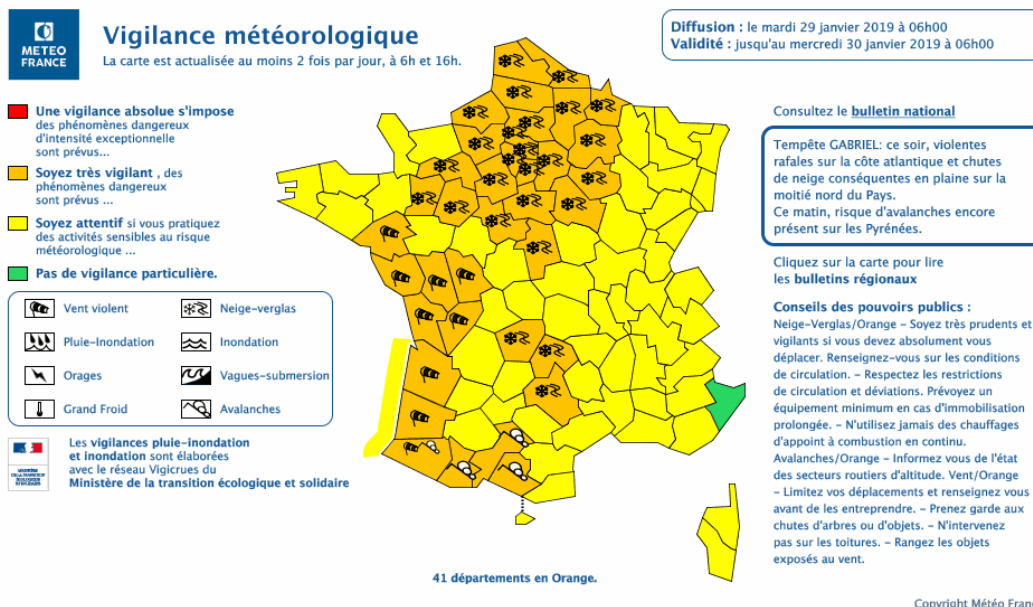 METEO
FRANCE
Vigilance météorologique
La carte est actualisée au moins 2 fois par jour, à 6h et 16h.
Diffusion : le mardi 29 janvier 2019 à 06h00
Validité : jusqu'au mercredi 30 janvier 2019 à 06h00
Une vigilance absolue s'impose
des phénomènes dangereux
d'intensité exceptionnelle
sont prévus...
Soyez très vigilant , des
phénomènes dangereux
sont prévus ...
Soyez attentif si vous pratiquez
des activités sensibles au risque
météorologique ...
Pas de vigilance particulière.
Vent violent
Neige-verglas
Pluie-Inondation
Inondation
Orages
Vagues-submersion
Grand Froid
Avalanches
Les vigilances pluie-inondation
et inondation sont élaborées
avec le réseau Vigicrues du
Ministère de la transition écologique et solidaire
41 départements en Orange.
Consultez le bulletin national
Tempête GABRIEL: ce soir, violentes
rafales sur la côte atlantique et chutes
de neige conséquentes en plaine sur la
moitié nord du Pays.
Ce matin, risque d'avalanches encore
présent sur les Pyrénées.
Cliquez sur la carte pour lire
les bulletins régionaux
Conseils des pouvoirs publics :
Neige-Verglas/Orange – Soyez très prudents et
vigilants si vous devez absolument vous
déplacer. Renseignez-vous sur les conditions
de circulation. – Respectez les restrictions
de circulation et déviations. Prévoyez un
équipement minimum en cas d'immobilisation
prolongée. – N'utilisez jamais des chauffages
d'appoint à combustion en continu.
Avalanches/Orange – Informez vous de l'état
des secteurs routiers d'altitude. Vent/Orange
– Limitez vos déplacements et renseignez vous
avant de les entreprendre. – Prenez garde aux
chutes d'arbres ou d'objets. – N'intervenez
pas sur les toitures. – Rangez les objets
exposés au vent.
Copyright Météo Franc